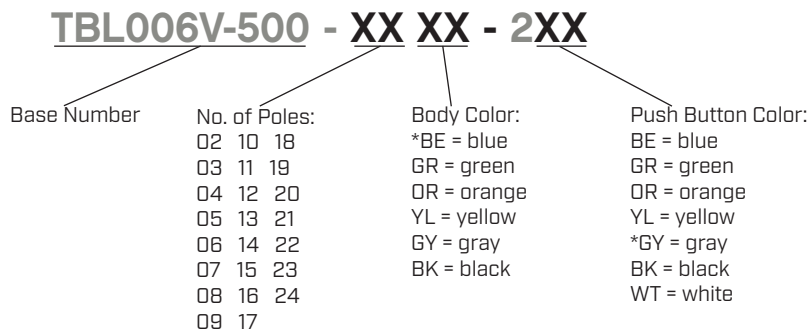 TBL006V-500 - XX XX - 2XX
Base Number
No. of Poles:
02 10 18
03 11 19
04 12 20
05 13 21
06 14 22
07 15 23
08 16 24
09 17
Body Color:
*BE = blue
GR = green
OR = orange
YL = yellow
GY = gray
BK = black
Push Button Color:
BE = blue
GR = green
OR = orange
YL = yellow
*GY = gray
BK = black
WT = white